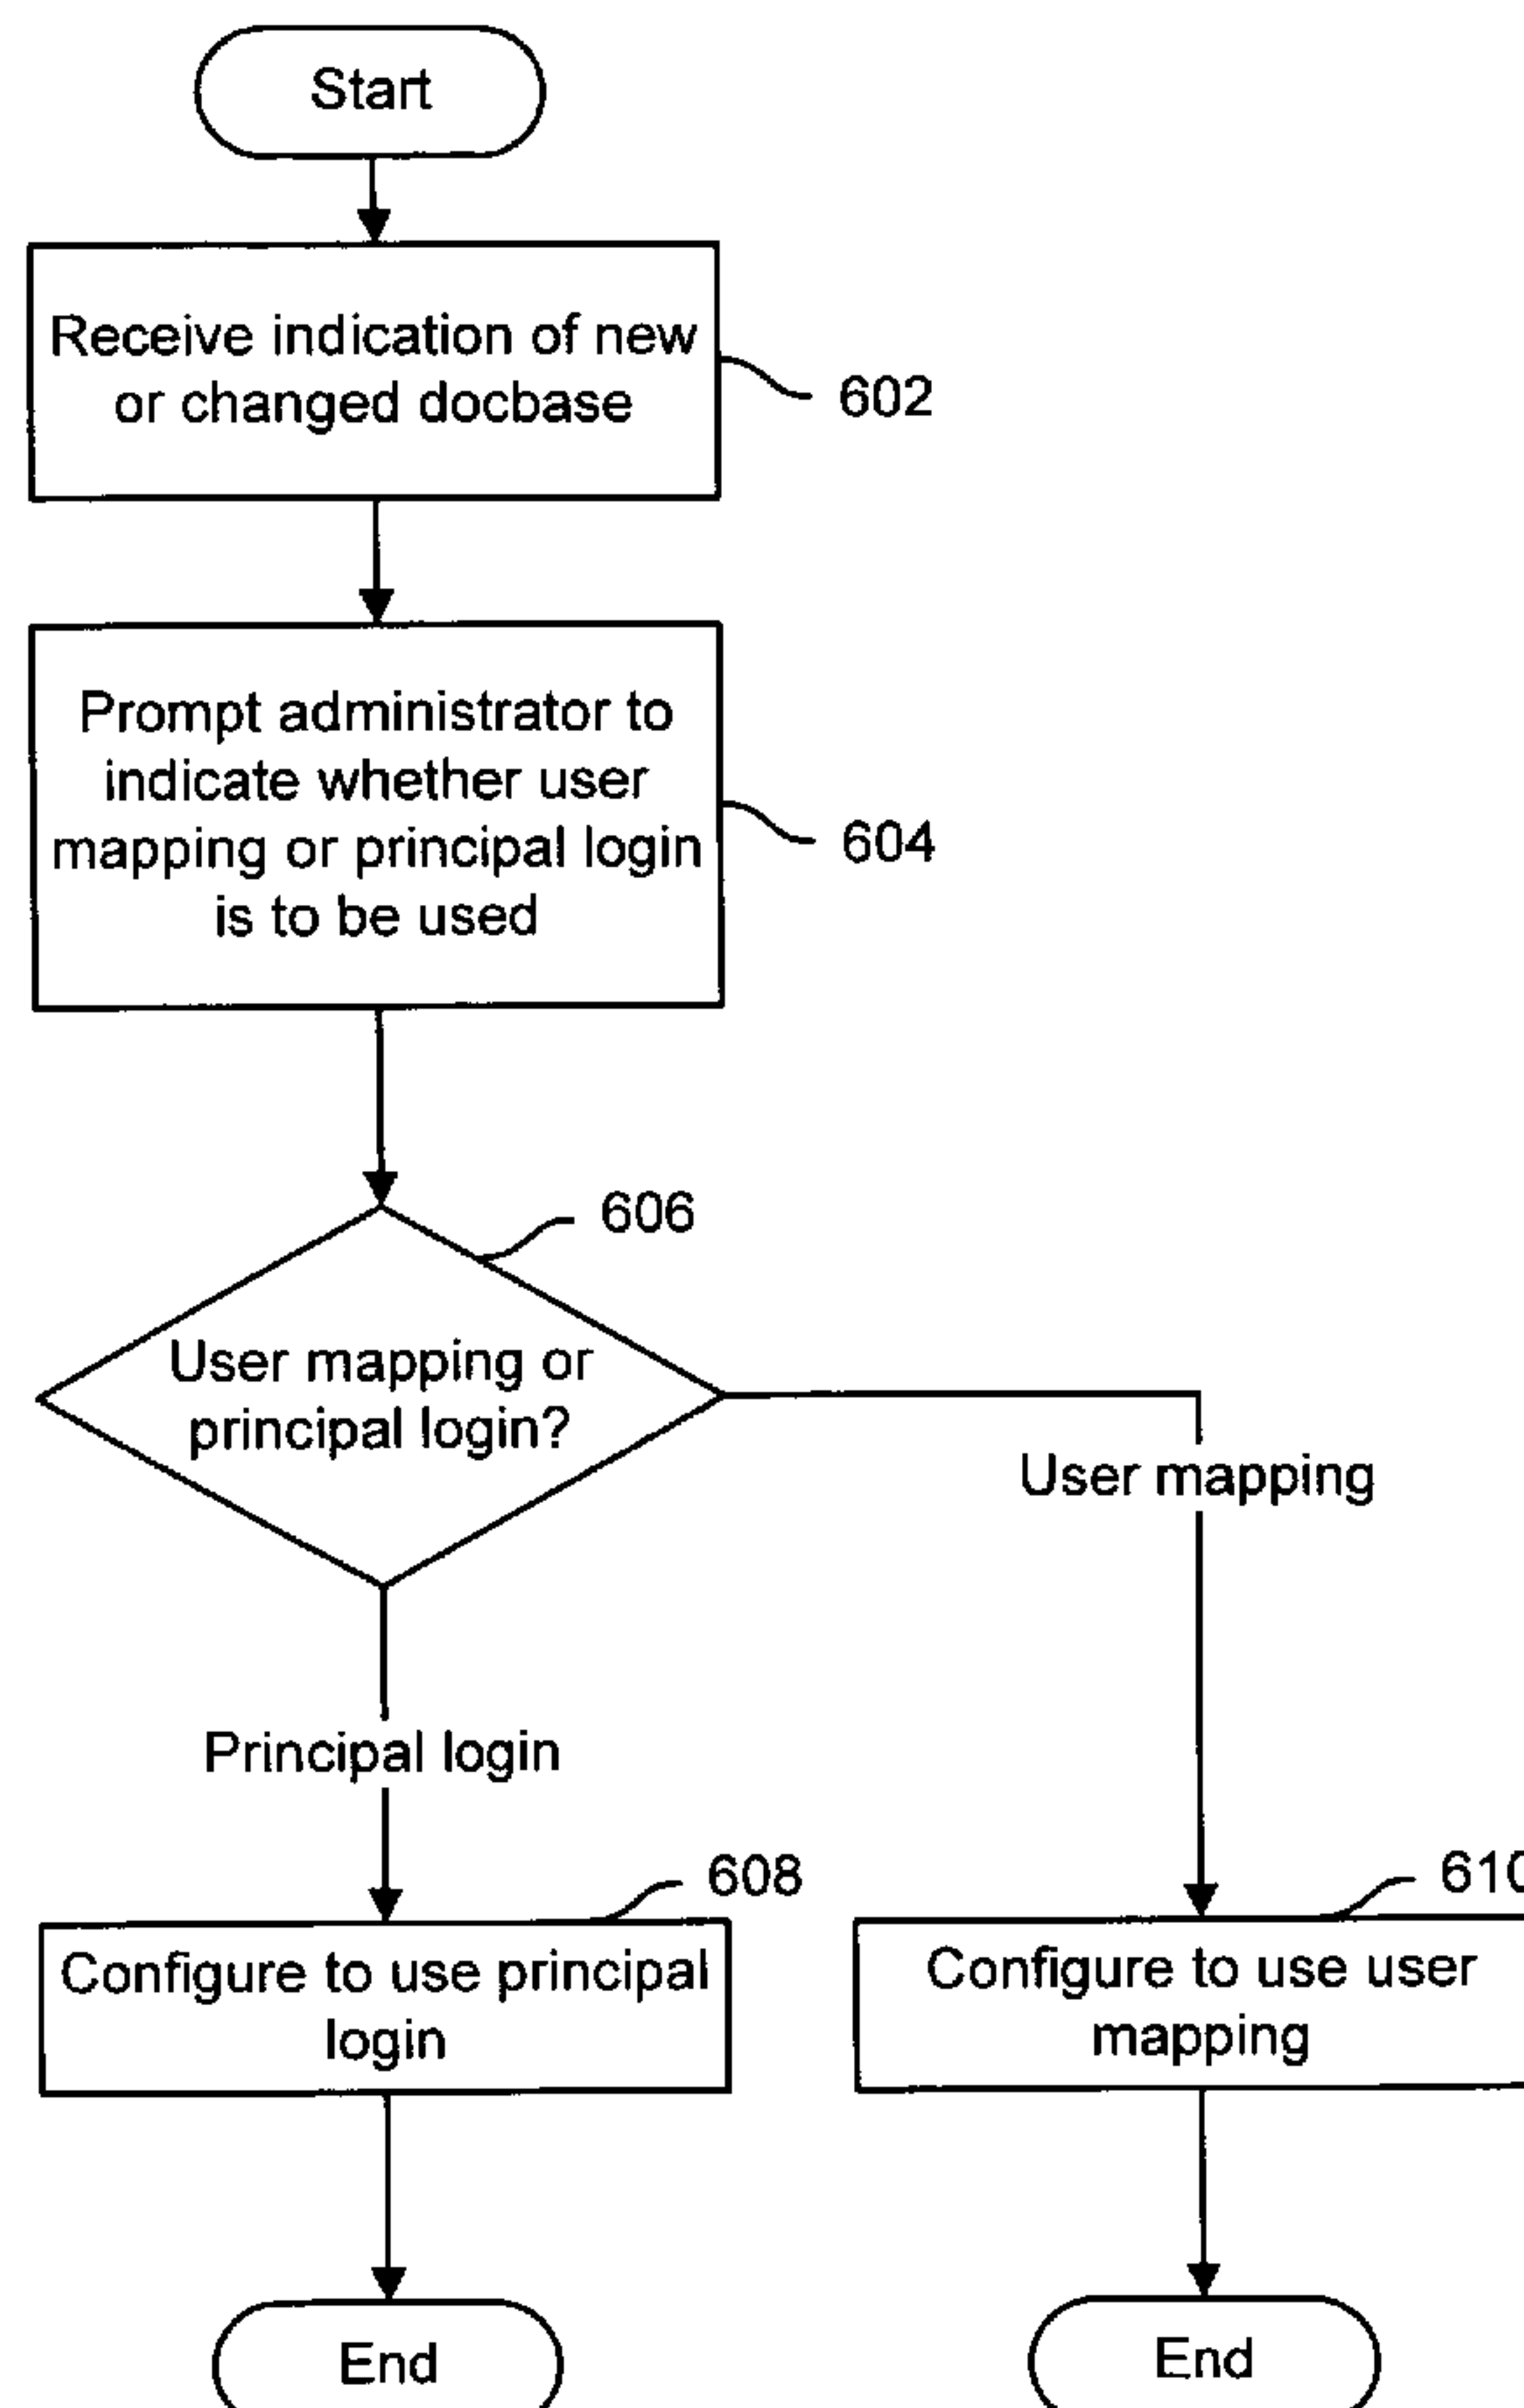 Start
Receive indication of new
or changed docbase
602
Prompt administrator to
indicate whether user
mapping or principal login
is to be used
604
606
User mapping or
principal login?
User mapping
Principal login
608
610
Configure to use principal
login
Configure to use user
mapping
End
End